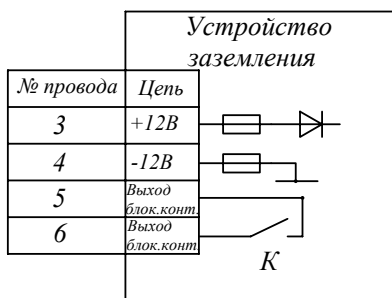 Устройство
заземления
№ провода Цепь
3 +12В
4 -12В
5 Выход
блок.конт.
6 Выход
блок.конт.
К